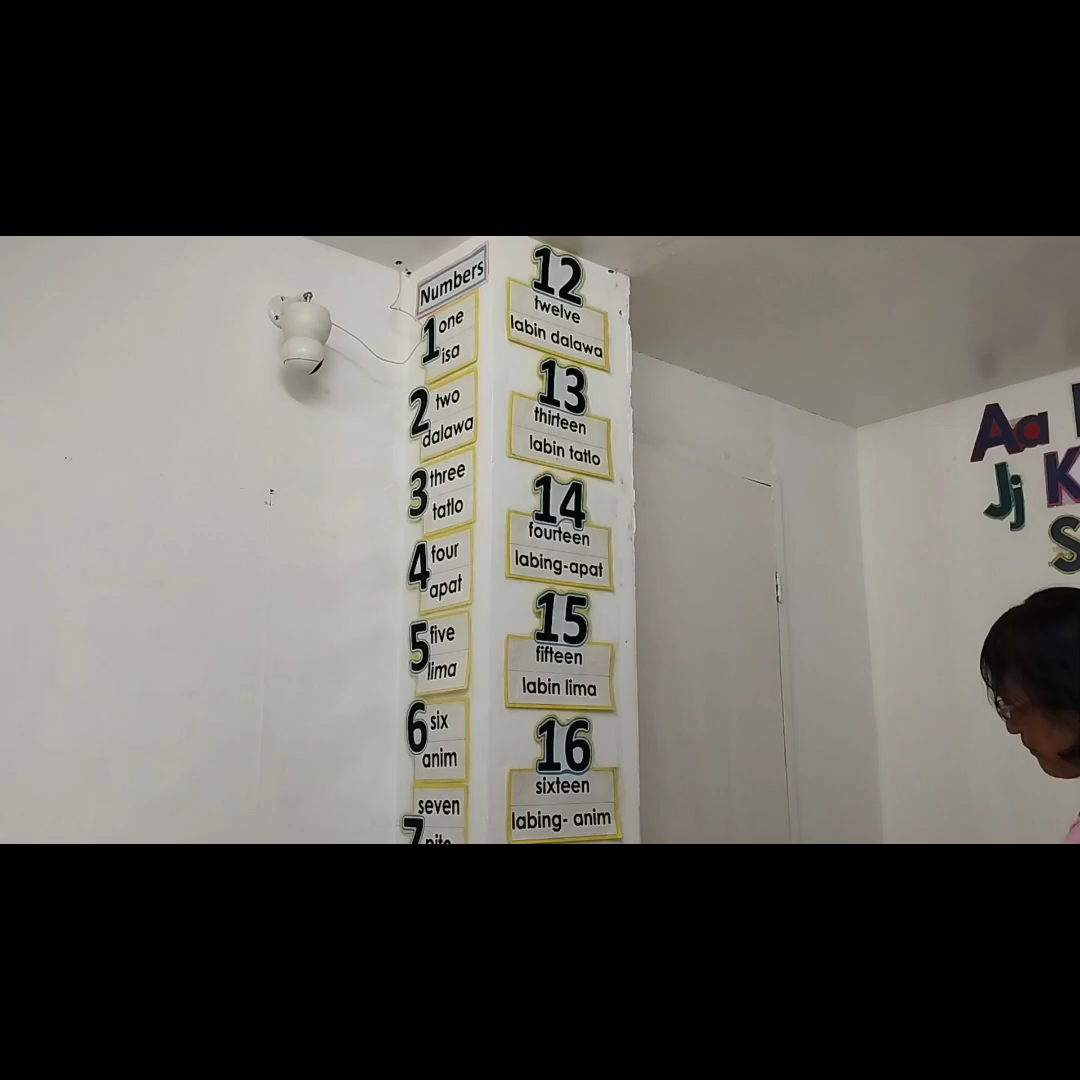 Numbers
1
one
isa
2
two
dalawa
3
three
tatlo
4
four
apat
5
five
lima
6
six
anim
7
seven
pito
12
twelve
labin dalawa
13
thirteen
labin tatlo
14
fourteen
labing-apat
15
fifteen
labin lima
16
sixteen
labing- anim
Aa
Jj K
S